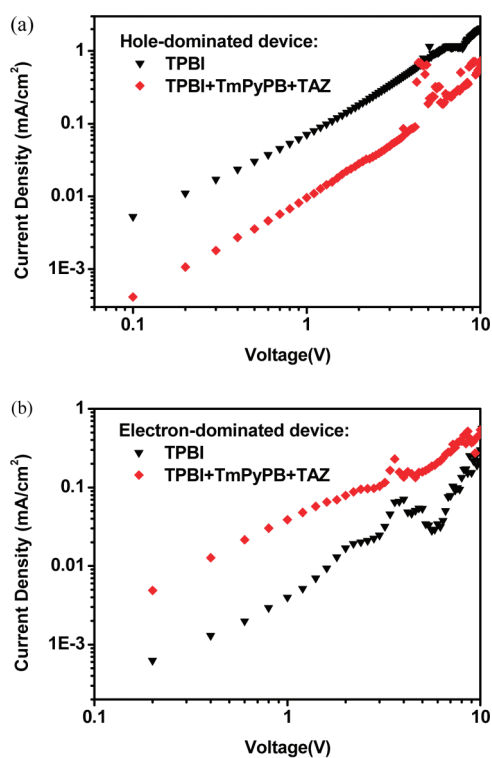 (a)
Hole-dominated device:
TPBI
TPBI+TmPyPB+TAZ
Current Density (mA/cm²)
1
0.1
0.01
1E-3
0.1
1
10
Voltage(V)
(b)
Electron-dominated device:
TPBI
TPBI+TmPyPB+TAZ
Current Density (mA/cm²)
1
0.1
0.01
1E-3
0.1
1
10
Voltage(V)